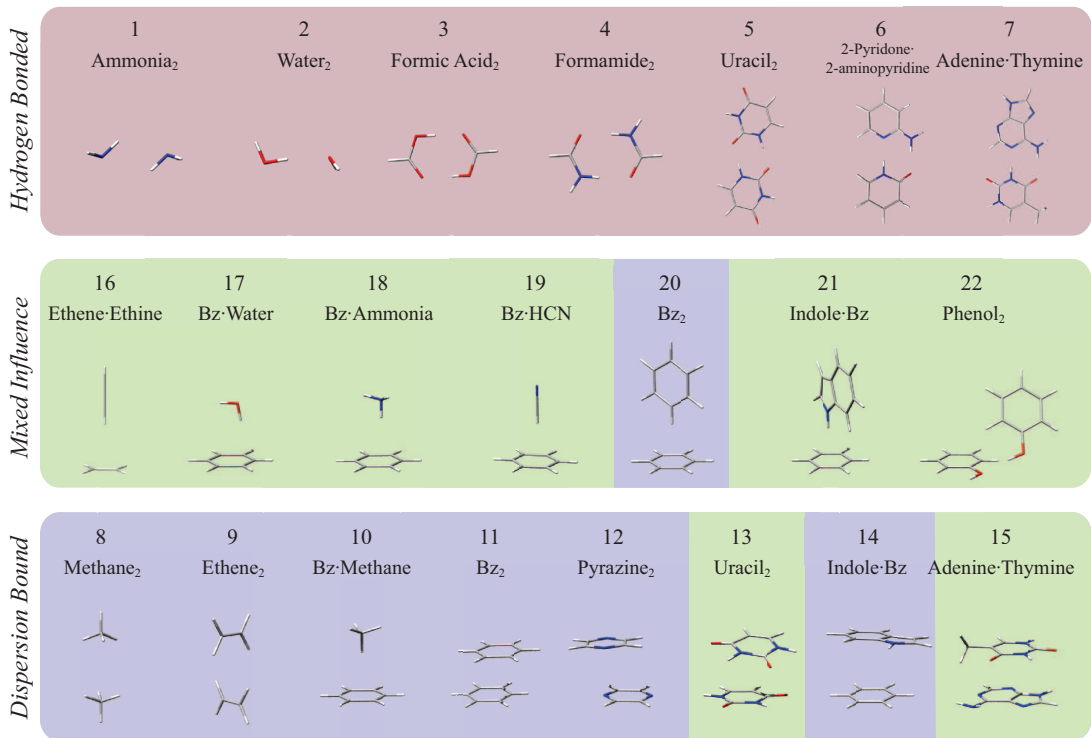 Hydrogen Bonded
1 2 3 4 5 6 7
Ammonia₂ Water₂ Formic Acid₂ Formamide₂ Uracil₂ 2-Pyridone· Adenine·Thymine
2-aminopyridine
Mixed Influence
16 17 18 19 20 21 22
Ethene·Ethine Bz·Water Bz·Ammonia Bz·HCN Bz₂ Indole·Bz Phenol₂
Dispersion Bound
8 9 10 11 12 13 14 15
Methane₂ Ethene₂ Bz·Methane Bz₂ Pyrazine₂ Uracil₂ Indole·Bz Adenine·Thymine